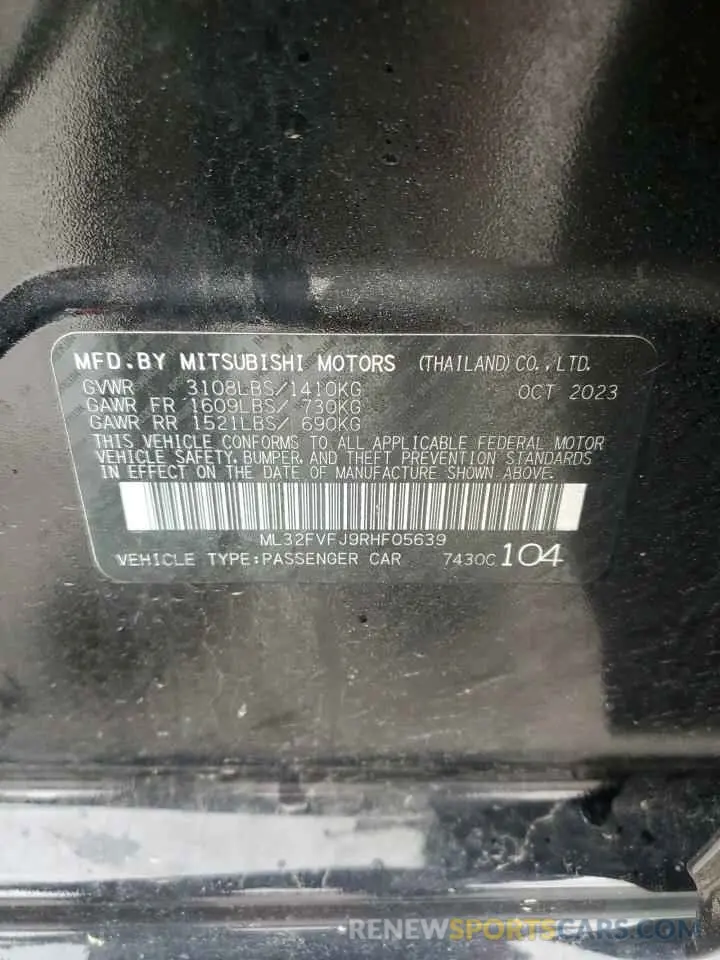 MFD.BY MITSUBISHI MOTORS (THAILAND) CO.,LTD.
GVWR 3108LBS/1410KG OCT 2023
GAWR FR 1609LBS/ 730KG
GAWR RR 1521LBS/ 690KG
THIS VEHICLE CONFORMS TO ALL APPLICABLE FEDERAL MOTOR
VEHICLE SAFETY, BUMPER, AND THEFT PREVENTION STANDARDS
IN EFFECT ON THE DATE OF MANUFACTURE SHOWN ABOVE.
ML32FVFJ9RHF05639
VEHICLE TYPE:PASSENGER CAR 7430C 104
RENEWSPORTSCARS.COM